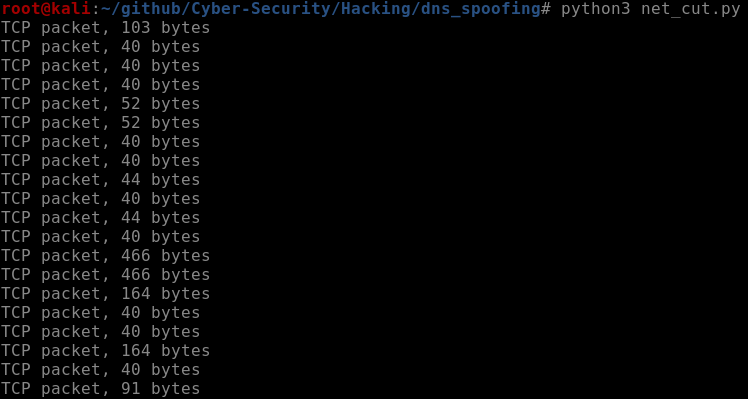 root@kali:~/github/Cyber-Security/Hacking/dns_spoofing# python3 net_cut.py
TCP packet, 103 bytes
TCP packet, 40 bytes
TCP packet, 40 bytes
TCP packet, 40 bytes
TCP packet, 52 bytes
TCP packet, 52 bytes
TCP packet, 40 bytes
TCP packet, 40 bytes
TCP packet, 44 bytes
TCP packet, 40 bytes
TCP packet, 44 bytes
TCP packet, 40 bytes
TCP packet, 466 bytes
TCP packet, 466 bytes
TCP packet, 164 bytes
TCP packet, 40 bytes
TCP packet, 40 bytes
TCP packet, 164 bytes
TCP packet, 40 bytes
TCP packet, 91 bytes